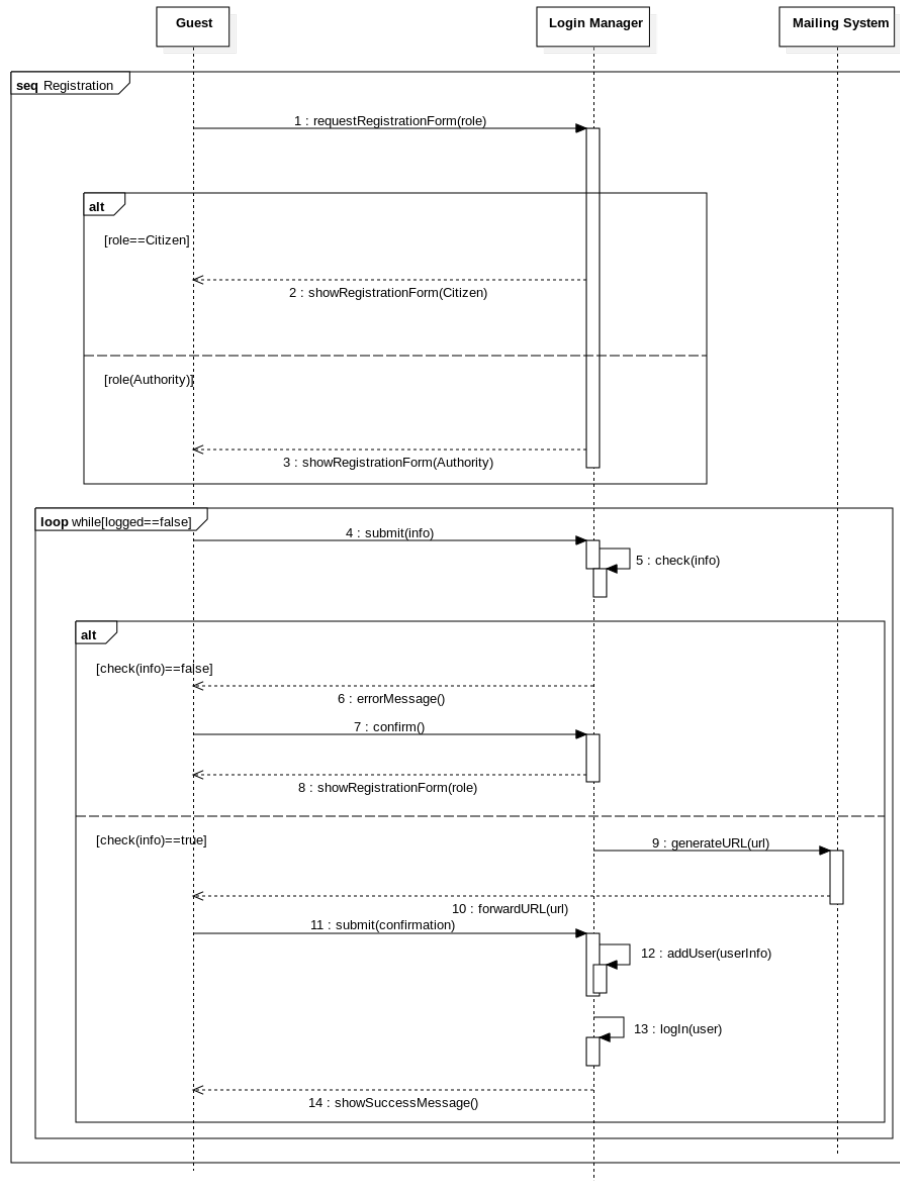 Guest
Login Manager
Mailing System
seq Registration
1 : requestRegistrationForm(role)
alt
[role==Citizen]
2 : showRegistrationForm(Citizen)
[role(Authority)]
3 : showRegistrationForm(Authority)
loop while[logged==false]
4 : submit(info)
5 : check(info)
alt
[check(info)==false]
6 : errorMessage()
7 : confirm()
8 : showRegistrationForm(role)
[check(info)==true]
9 : generateURL(url)
10 : forwardURL(url)
11 : submit(confirmation)
12 : addUser(userInfo)
13 : logIn(user)
14 : showSuccessMessage()